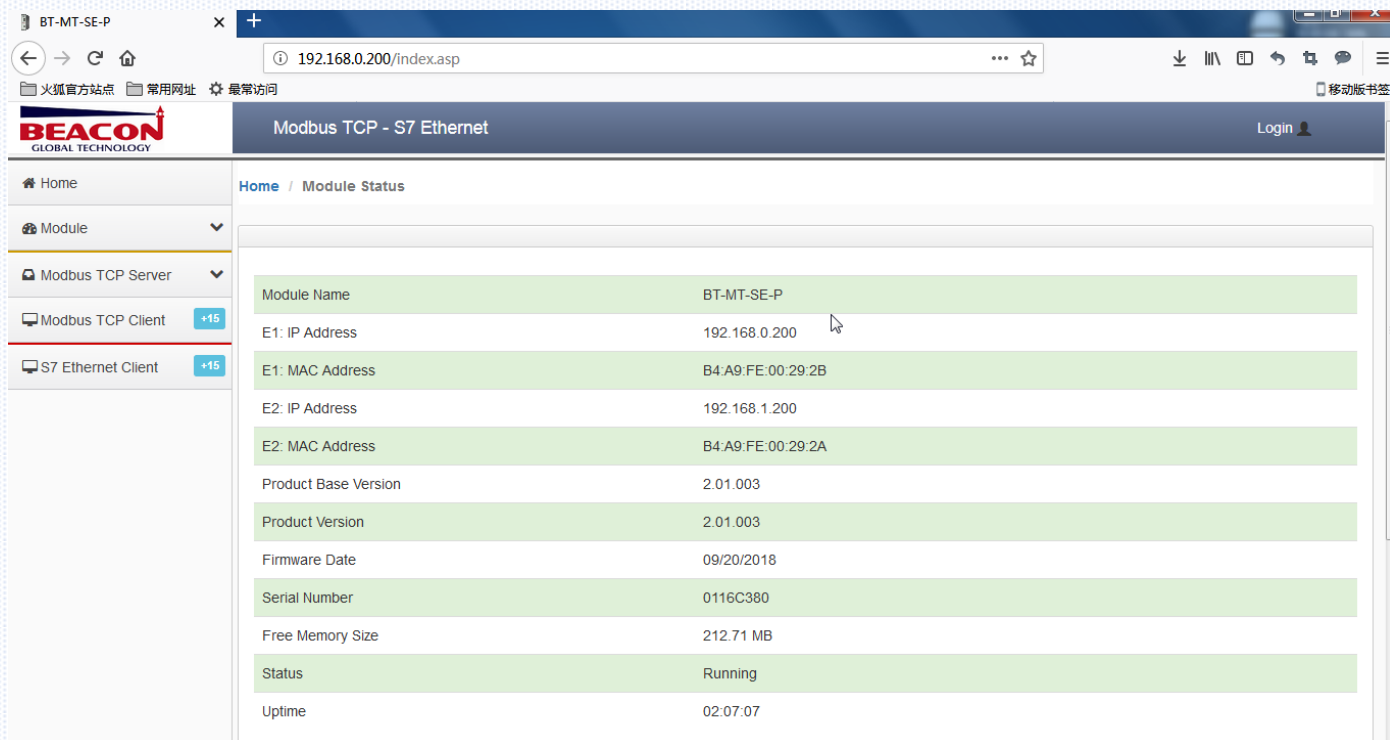 BT-MT-SE-P
192.168.0.200/index.asp
火狐官方站点 常用网址 最常访问 移动版书签
BEACON
GLOBAL TECHNOLOGY
Modbus TCP - S7 Ethernet
Login
Home
Module
Modbus TCP Server
Modbus TCP Client +15
S7 Ethernet Client +15
Home / Module Status
Module Name BT-MT-SE-P
E1: IP Address 192.168.0.200
E1: MAC Address B4:A9:FE:00:29:2B
E2: IP Address 192.168.1.200
E2: MAC Address B4:A9:FE:00:29:2A
Product Base Version 2.01.003
Product Version 2.01.003
Firmware Date 09/20/2018
Serial Number 0116C380
Free Memory Size 212.71 MB
Status Running
Uptime 02:07:07